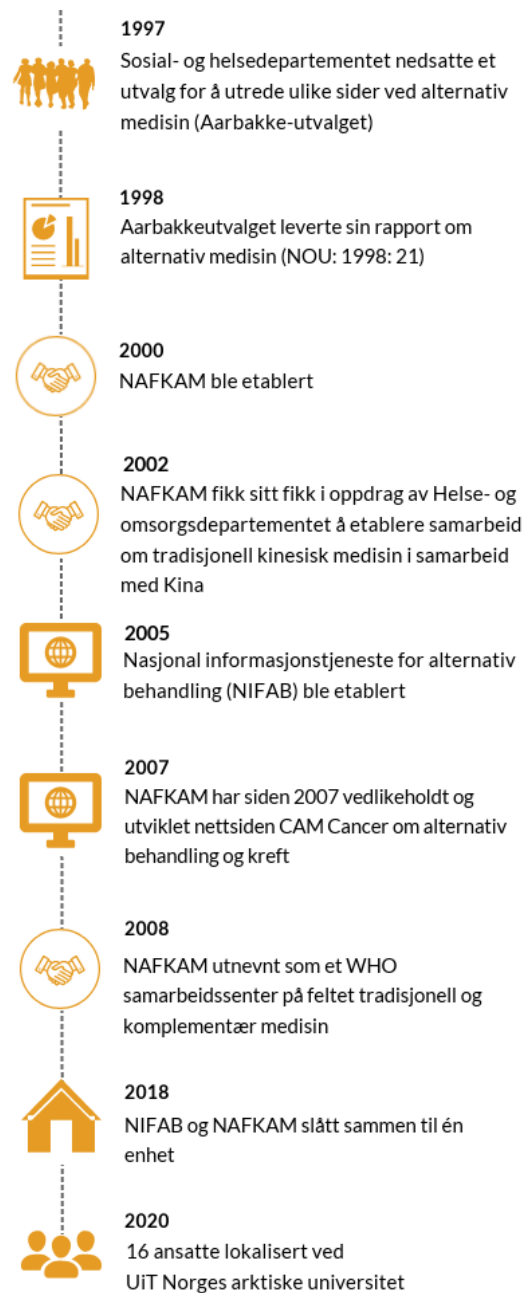 1997
Sosial- og helsedepartementet nedsatte et
utvalg for å utrede ulike sider ved alternativ
medisin (Aarbakke-utvalget)
1998
Aarbakkeutvalget leverte sin rapport om
alternativ medisin (NOU: 1998: 21)
2000
NAFKAM ble etablert
2002
NAFKAM fikk sitt fikk i oppdrag av Helse- og
omsorgsdepartementet å etablere samarbeid
om tradisjonell kinesisk medisin i samarbeid
med Kina
2005
Nasjonal informasjonstjeneste for alternativ
behandling (NIFAB) ble etablert
2007
NAFKAM har siden 2007 vedlikeholdt og
utviklet nettsiden CAM Cancer om alternativ
behandling og kreft
2008
NAFKAM utnevnt som et WHO
samarbeidssenter på feltet tradisjonell og
komplementær medisin
2018
NIFAB og NAFKAM slått sammen til én
enhet
2020
16 ansatte lokalisert ved
UiT Norges arktiske universitet